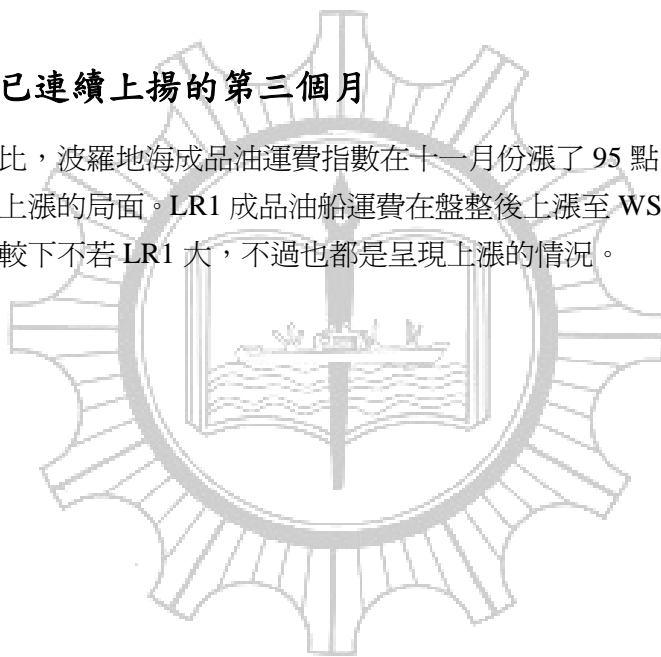 已連續上揚的第三個月
比，波羅地海成品油運費指數在十一月份漲了 95 點
上漲的局面。LR1 成品油船運費在盤整後上漲至 WS
較下不若 LR1 大，不過也都是呈現上漲的情況。